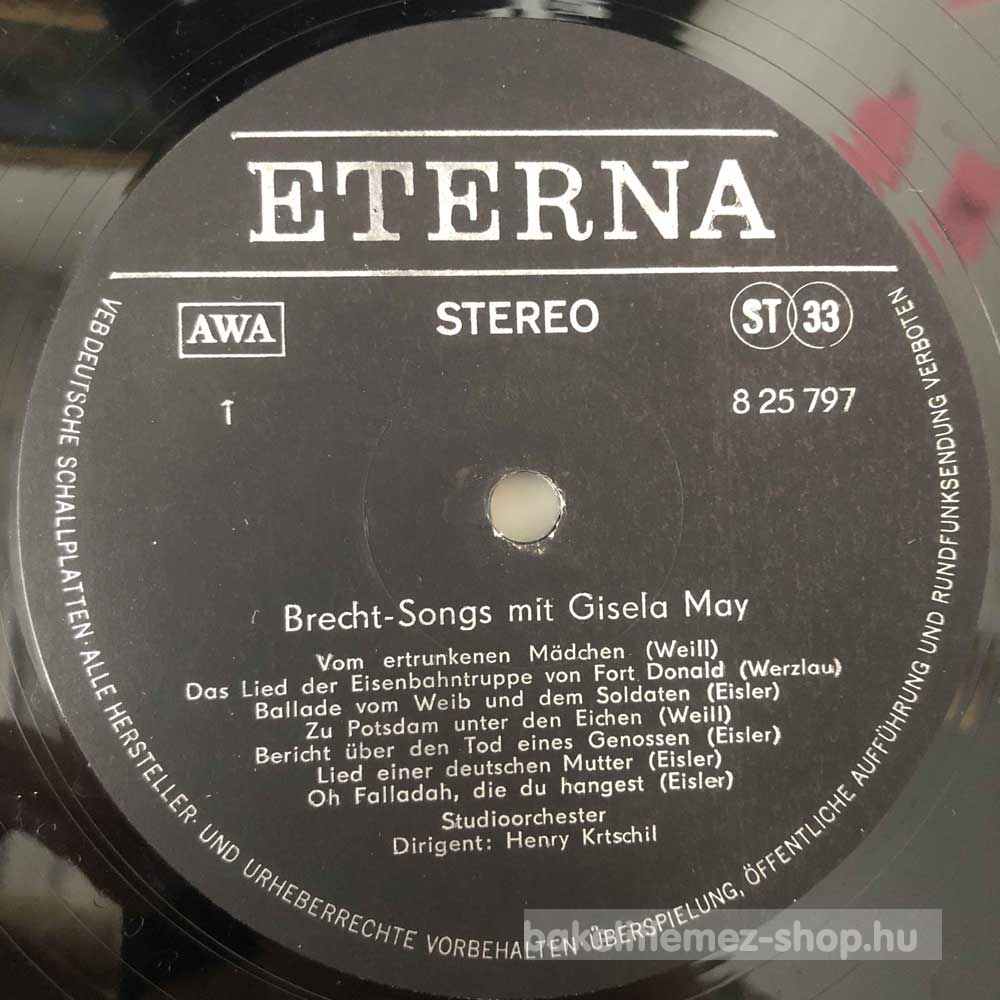 ETERNA
AWA
STEREO
ST 33
1
8 25 797
Brecht-Songs mit Gisela May
Vom ertrunkenen Mädchen (Weill)
Das Lied der Eisenbahntruppe von Fort Donald (Werzlau)
Ballade vom Weib und dem Soldaten (Eisler)
Zu Potsdam unter den Eichen (Weill)
Bericht über den Tod eines Genossen (Eisler)
Lied einer deutschen Mutter (Eisler)
Oh Falladah, die du hangest (Eisler)
Studioorchester
Dirigent: Henry Krtschil
VEB DEUTSCHE SCHALLPLATTEN · ALLE HERSTELLER- UND URHEBERRECHTE VORBEHALTEN · ÜBERSPIELUNG, ÖFFENTLICHE AUFFÜHRUNG UND RUNDFUNKSENDUNG VERBOTEN
bakelitlemez-shop.hu